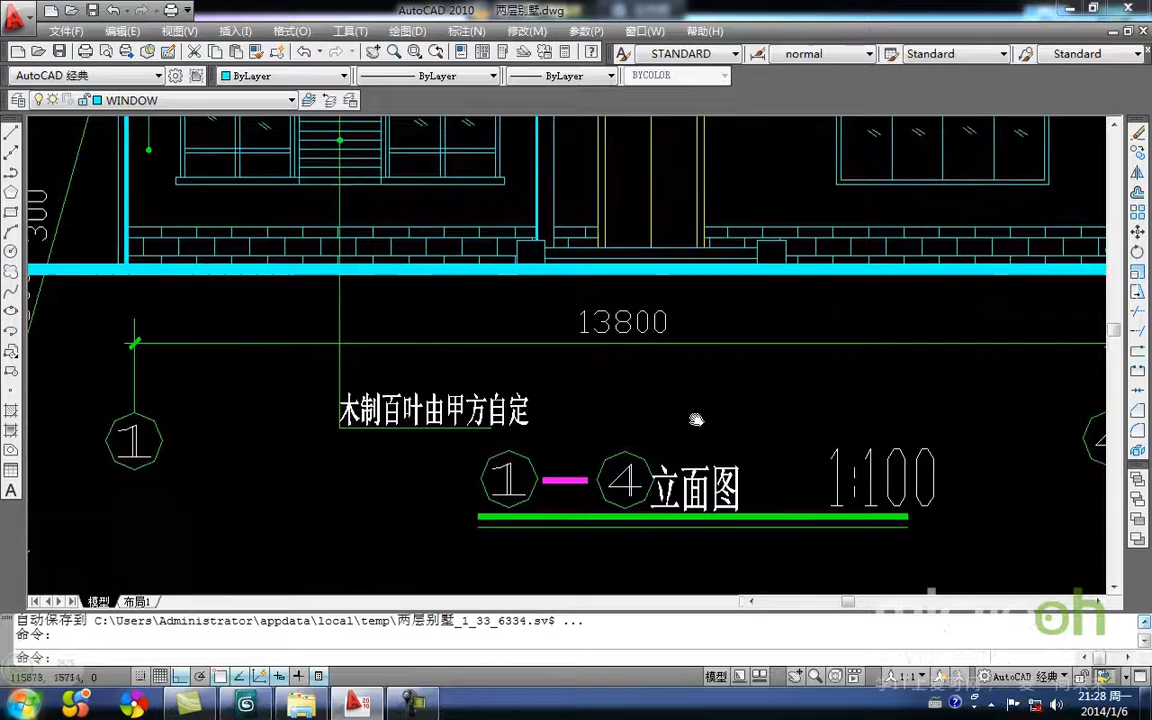 AutoCAD 2010 两层别墅.dwg
文件(F) 编辑(E) 视图(V) 插入(I) 格式(O) 工具(T) 绘图(D) 标注(N) 修改(M) 参数(P) 窗口(W) 帮助(H)
STANDARD normal Standard Standard
AutoCAD 经典 ByLayer ByLayer ByLayer BYCOLOR
WINDOW
300
13800
木制百叶由甲方自定
1
1 4 立面图 1:100
模型 布局1
自动保存到 C:\Users\Administrator\appdata\local\temp\两层别墅_1_33_6334.sv$ ...
命令:
命令:
oh
模型 1:1 AutoCAD 经典
21:28 周一
2014/1/6